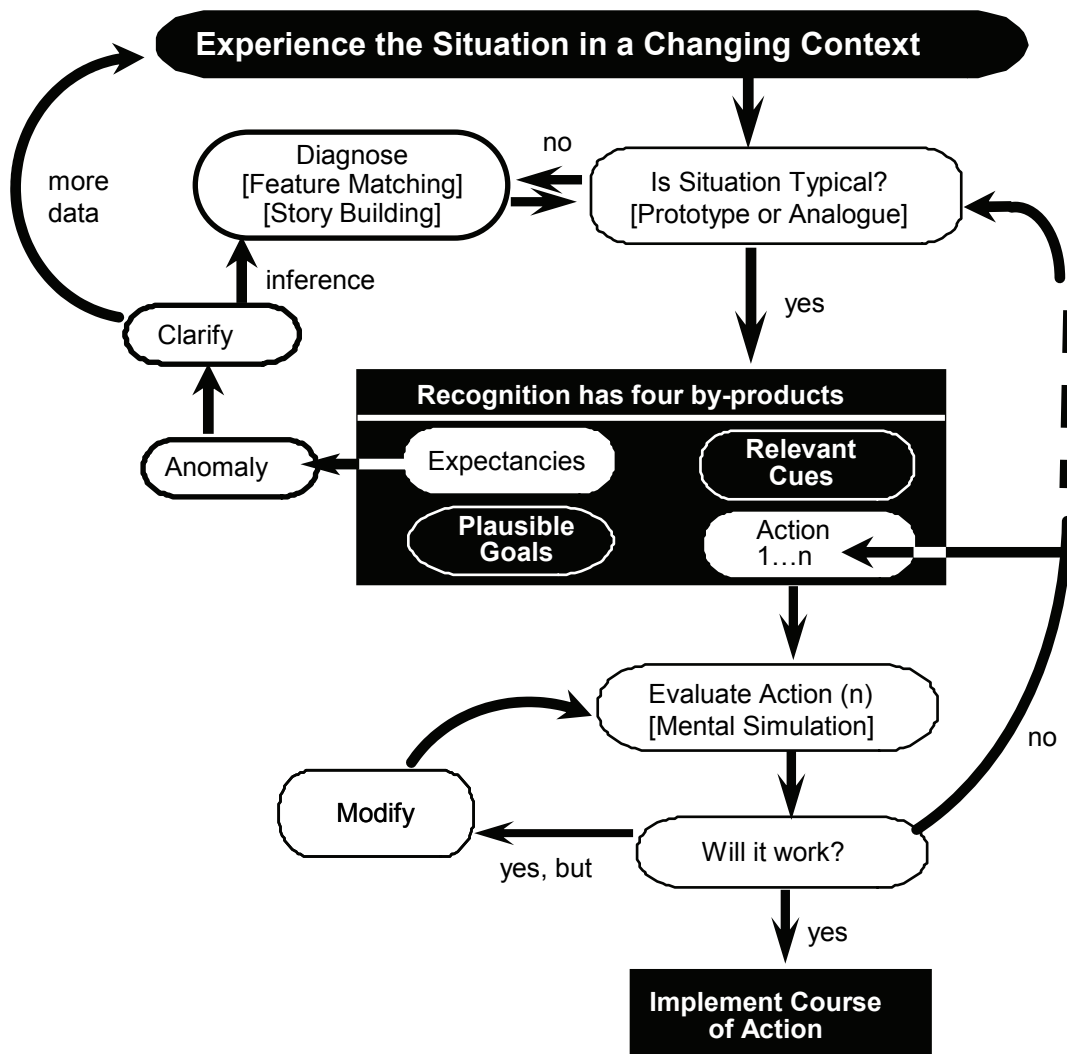 Experience the Situation in a Changing Context
no
Diagnose
[Feature Matching]
[Story Building]
Is Situation Typical?
[Prototype or Analogue]
more
data
inference
yes
Clarify
Recognition has four by-products
Anomaly
Expectancies
Relevant
Cues
Plausible
Goals
Action
1…n
Evaluate Action (n)
[Mental Simulation]
no
Modify
Will it work?
yes, but
yes
Implement Course
of Action